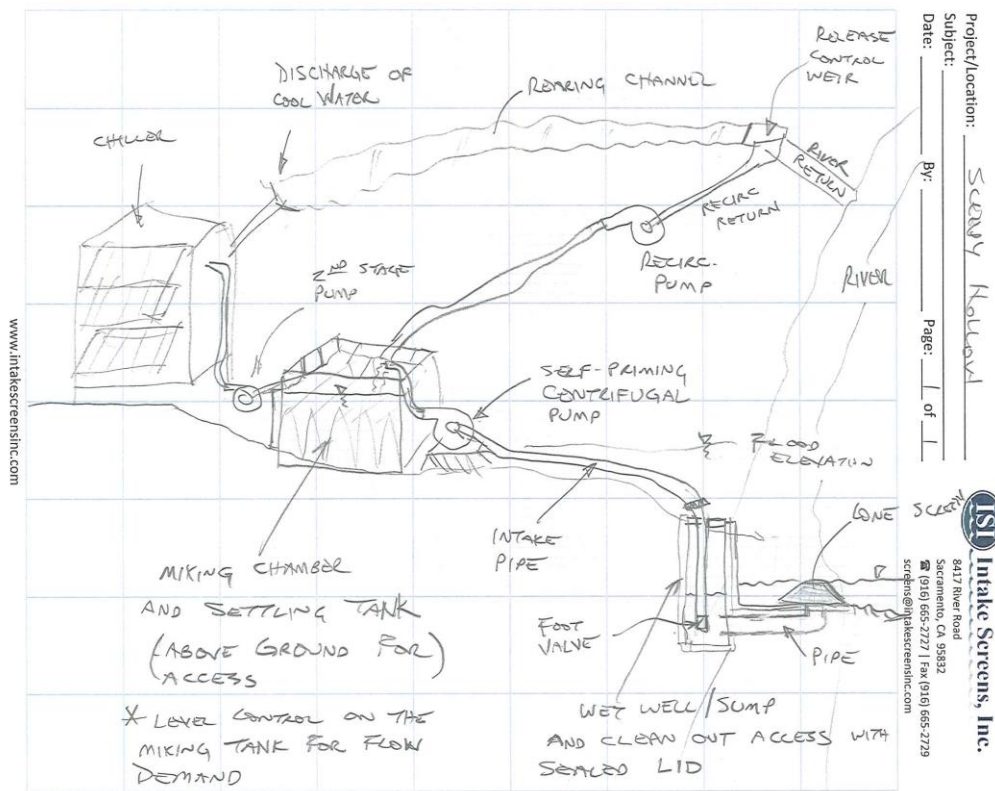 Project/Location: Scravy Hollow
Subject:
Date: By: Page: 1 of 1
ISI Intake Screens, Inc.
8417 River Road
Sacramento, CA 95832
☎ (916) 665-2727 | Fax (916) 665-2729
screens@intakescreensinc.com
www.intakescreensinc.com
RELEASE
CONTROL
WEIR
DISCHARGE OF
COOL WATER
REARING CHANNEL
CHILLER
RIVER
RETURN
RECIRC
RETURN
2ND STAGE
PUMP
RECIRC.
PUMP
RIVER
SELF-PRIMING
CENTRIFUGAL
PUMP
FLOOD
ELEVATION
CONE SCREEN
INTAKE
PIPE
MIXING CHAMBER
AND SETTLING TANK
(ABOVE GROUND FOR)
ACCESS
FOOT
VALVE
PIPE
* LEVEL CONTROL ON THE
MIXING TANK FOR FLOW
DEMAND
WET WELL/SUMP
AND CLEAN OUT ACCESS WITH
SEALED LID